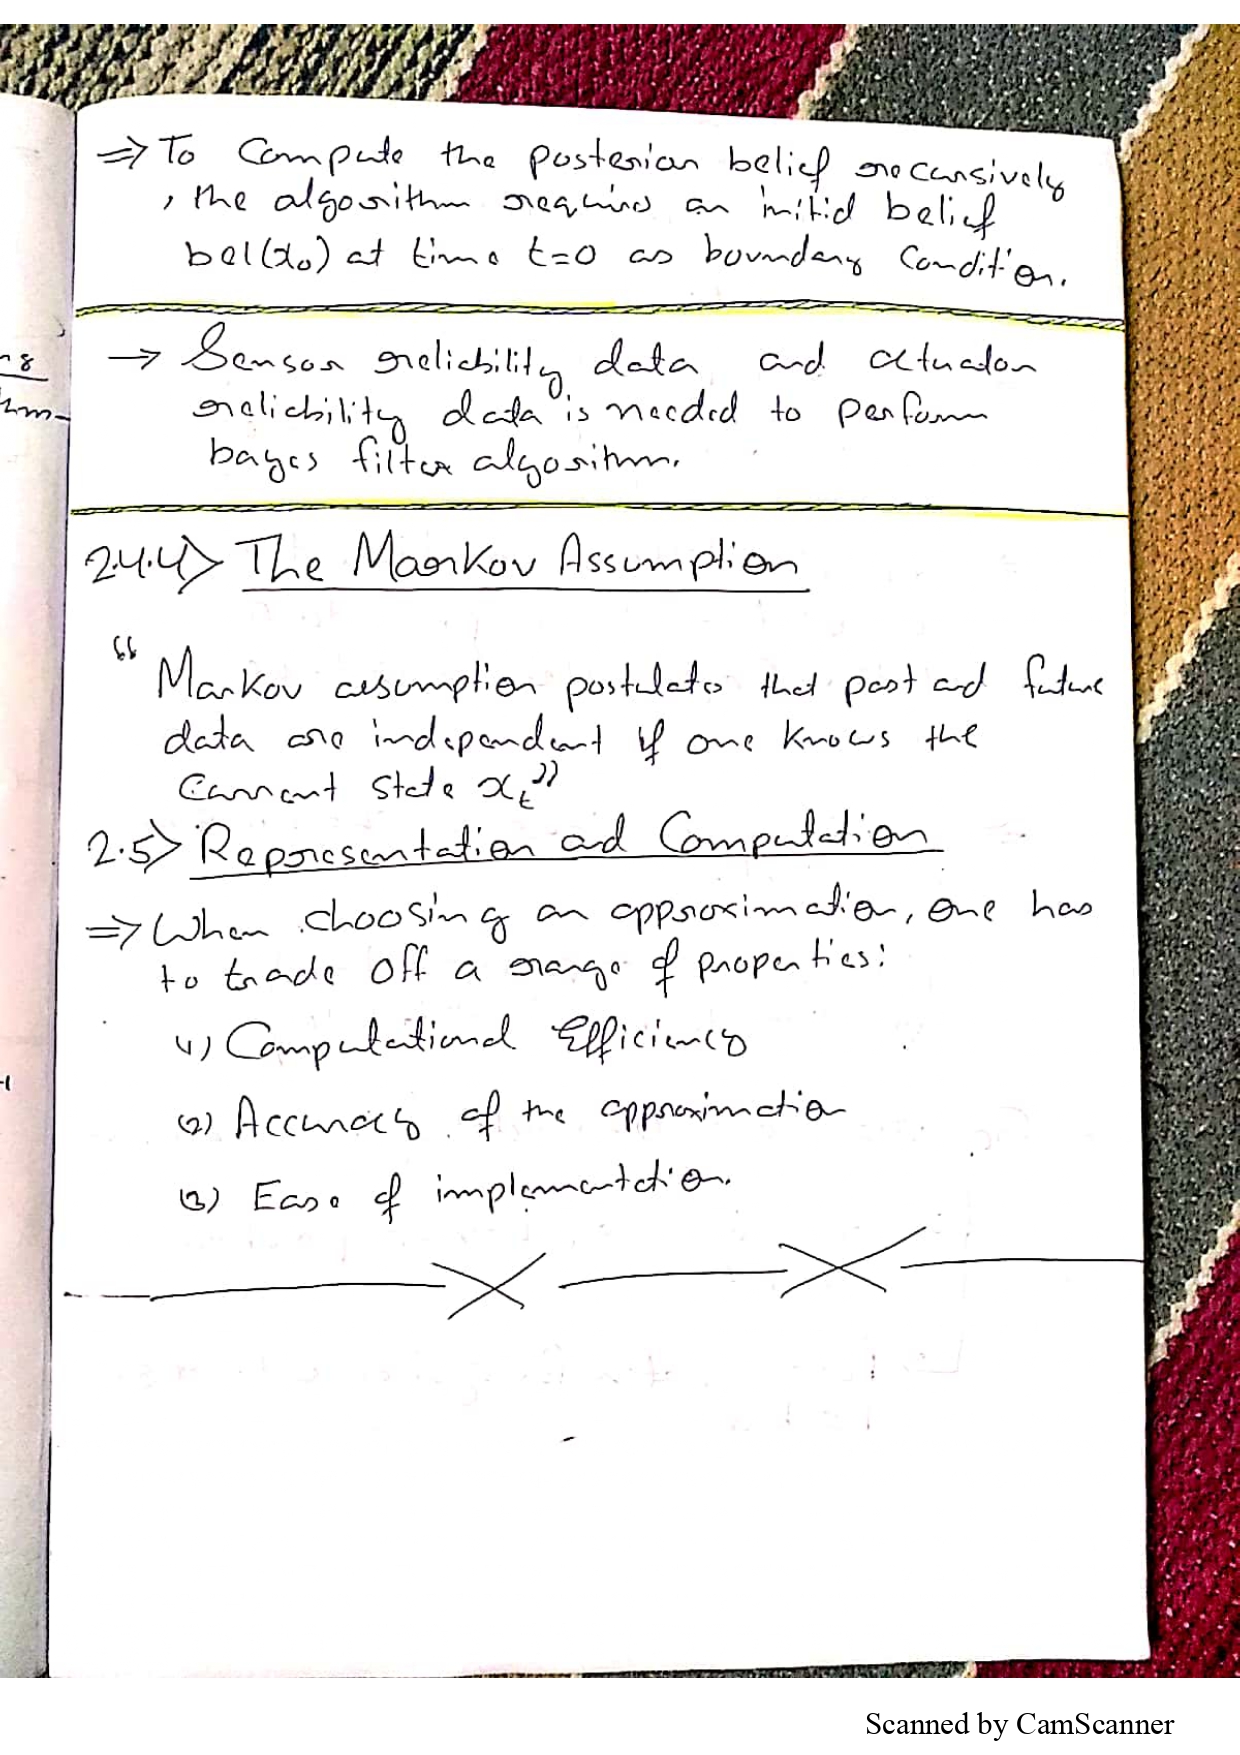 ⇒ To Compute the posterior belief recursively
, the algorithm requires an initial belief
bel(x₀) at time t=0 as boundary Condition.
→ Sensor reliability data and actuator
reliability data is needed to perform
bayes filter algorithm.
2.4.4> The Markov Assumption
“Markov assumption postulates that past and future
data are independent if one knows the
Current state xₜ”
2.5> Representation and Computation
⇒ When choosing an approximation, one has
to trade off a range of properties:
(1) Computational Efficiency
(2) Accuracy of the approximation
(3) Ease of implementation.
Scanned by CamScanner